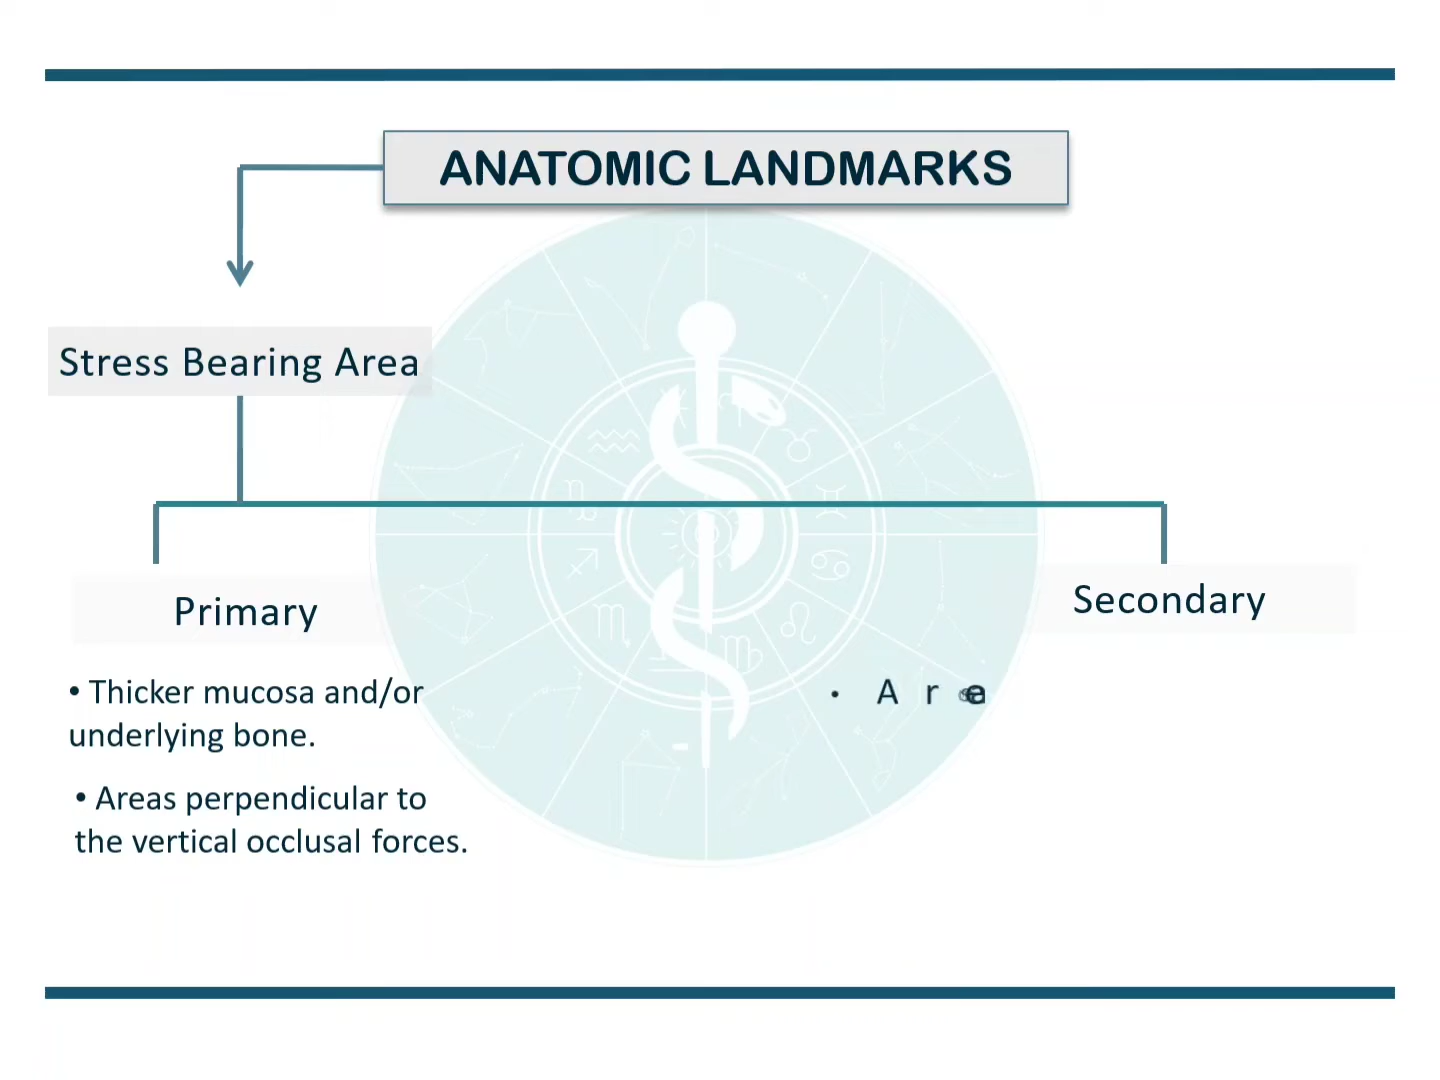 ANATOMIC LANDMARKS
Stress Bearing Area
Primary
Secondary
• Thicker mucosa and/or
underlying bone.
• Areas perpendicular to
the vertical occlusal forces.
• Area